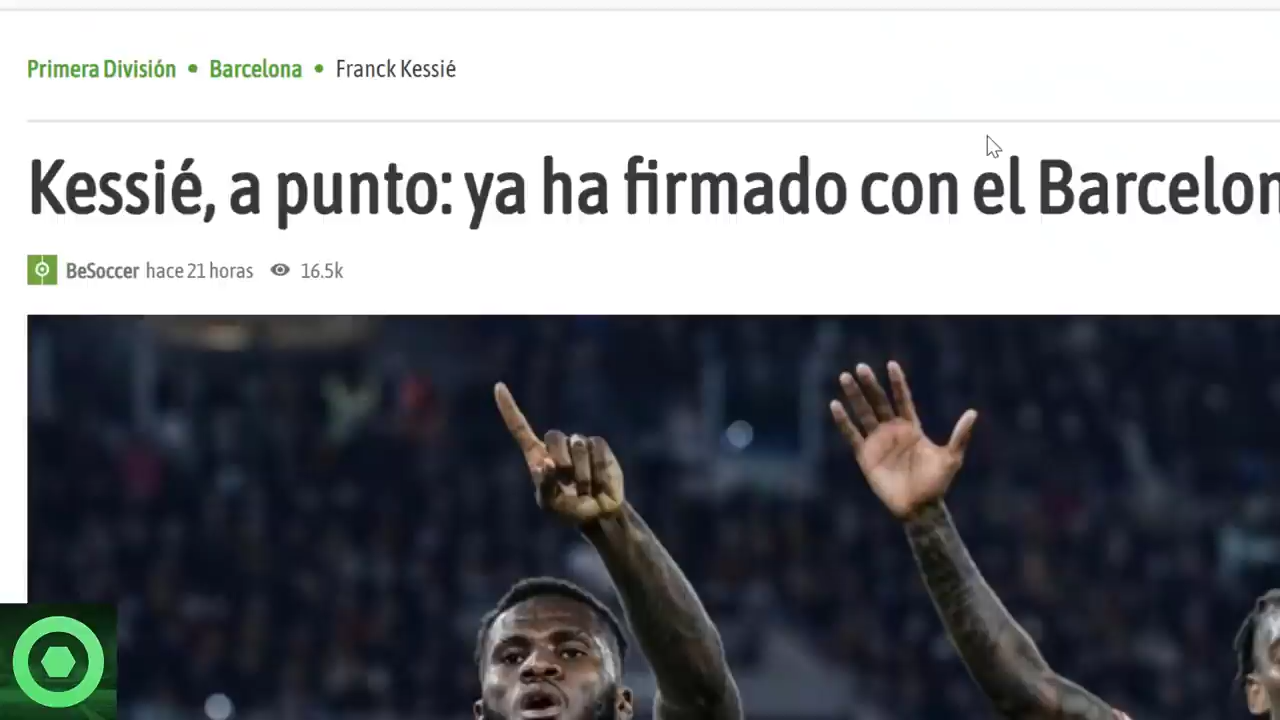 Primera División • Barcelona • Franck Kessié
Kessié, a punto: ya ha firmado con el Barcelon
BeSoccer hace 21 horas 16.5k